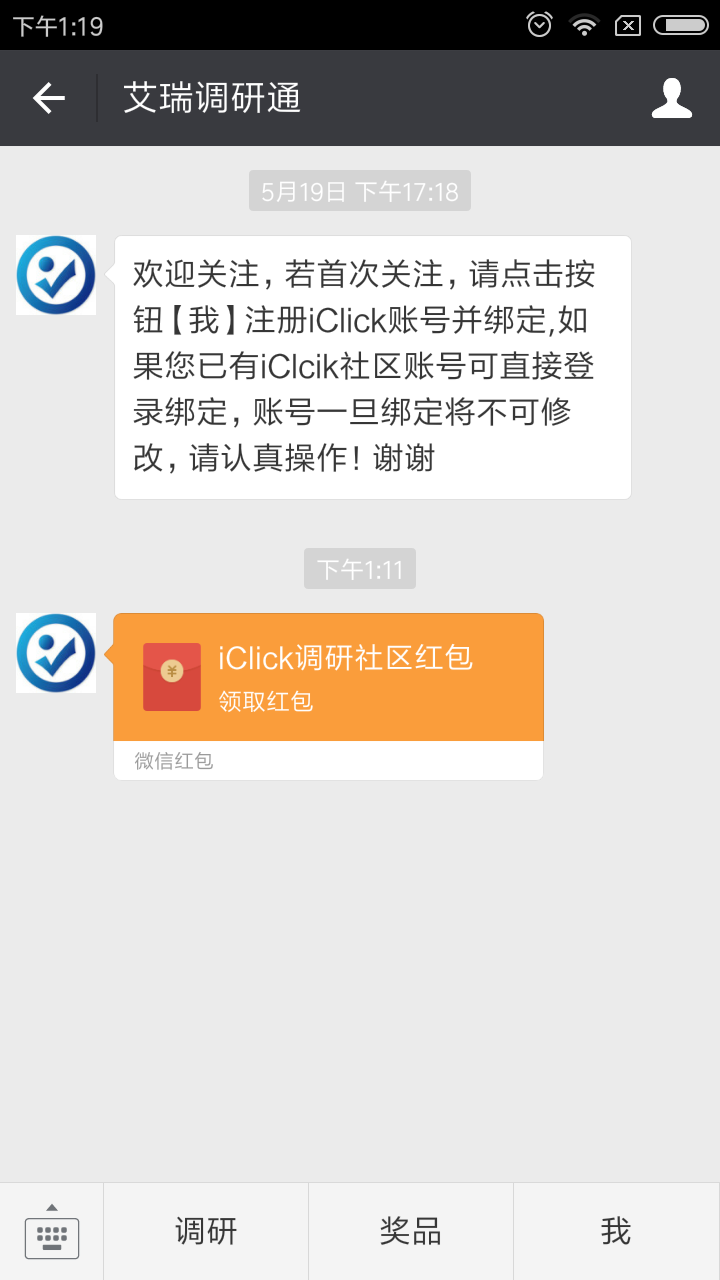 下午1:19
艾瑞调研通
5月19日 下午17:18
欢迎关注，若首次关注，请点击按
钮【我】注册iClick账号并绑定,如
果您已有iClcik社区账号可直接登
录绑定，账号一旦绑定将不可修
改，请认真操作！谢谢
下午1:11
¥
iClick调研社区红包
领取红包
微信红包
调研
奖品
我